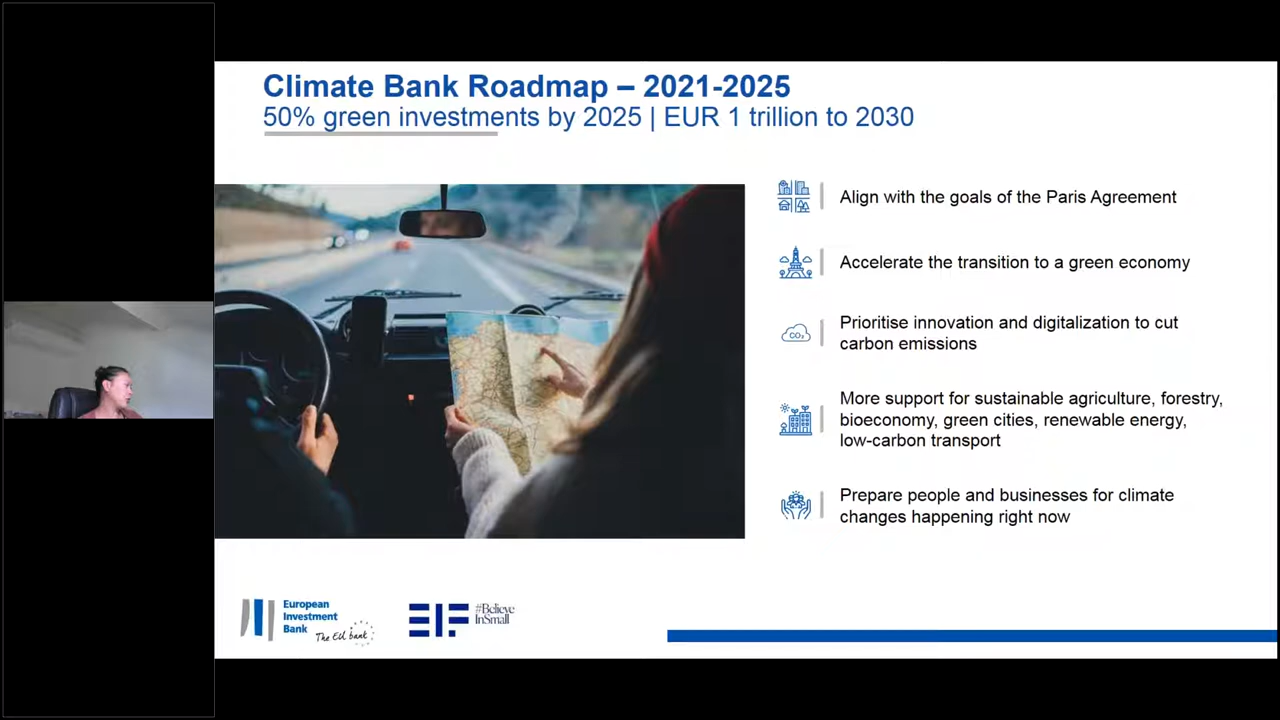 Climate Bank Roadmap – 2021-2025
50% green investments by 2025 | EUR 1 trillion to 2030
Align with the goals of the Paris Agreement
Accelerate the transition to a green economy
CO₂
Prioritise innovation and digitalization to cut
carbon emissions
More support for sustainable agriculture, forestry,
bioeconomy, green cities, renewable energy,
low-carbon transport
Prepare people and businesses for climate
changes happening right now
European
Investment
Bank
The EU bank
EIF
#Believe
InSmall